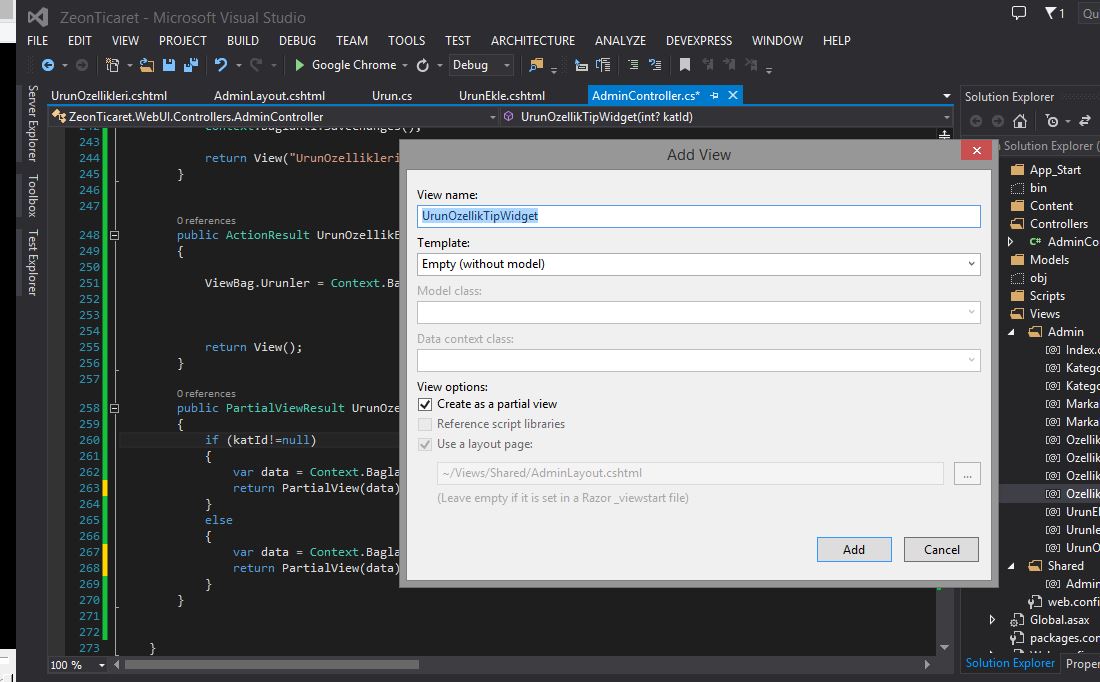 ZeonTicaret - Microsoft Visual Studio
1
Qu
FILE EDIT VIEW PROJECT BUILD DEBUG TEAM TOOLS TEST ARCHITECTURE ANALYZE DEVEXPRESS WINDOW HELP
Google Chrome Debug
Server Explorer
Toolbox
Test Explorer
UrunOzellikleri.cshtml AdminLayout.cshtml Urun.cs UrunEkle.cshtml AdminController.cs*
ZeonTicaret.WebUI.Controllers.AdminController UrunOzellikTipWidget(int? katId)
242 Context.Baglanti.SaveChanges();
243
244 return View("UrunOzellikleri
245 }
246
247
0 references
248 public ActionResult UrunOzellikE
249 {
250
251 ViewBag.Urunler = Context.Ba
252
253
254
255 return View();
256 }
257
0 references
258 public PartialViewResult UrunOze
259 {
260 if (katId!=null)
261 {
262 var data = Context.Bagla
263 return PartialView(data)
264 }
265 else
266 {
267 var data = Context.Bagla
268 return PartialView(data)
269 }
270 }
271
272
273 }
100 %
Add View
View name:
UrunOzellikTipWidget
Template:
Empty (without model)
Model class:
Data context class:
View options:
Create as a partial view
Reference script libraries
Use a layout page:
~/Views/Shared/AdminLayout.cshtml
...
(Leave empty if it is set in a Razor _viewstart file)
Add Cancel
Solution Explorer
Solution Explorer (
App_Start
bin
Content
Controllers
C# AdminCo
Models
obj
Scripts
Views
Admin
Index.c
Katego
Katego
Marka
Marka
Ozellik
Ozellik
Ozellik
Ozellik
UrunEk
Urunle
UrunO
Shared
Admin
web.confi
Global.asax
packages.con
Solution Explorer Proper